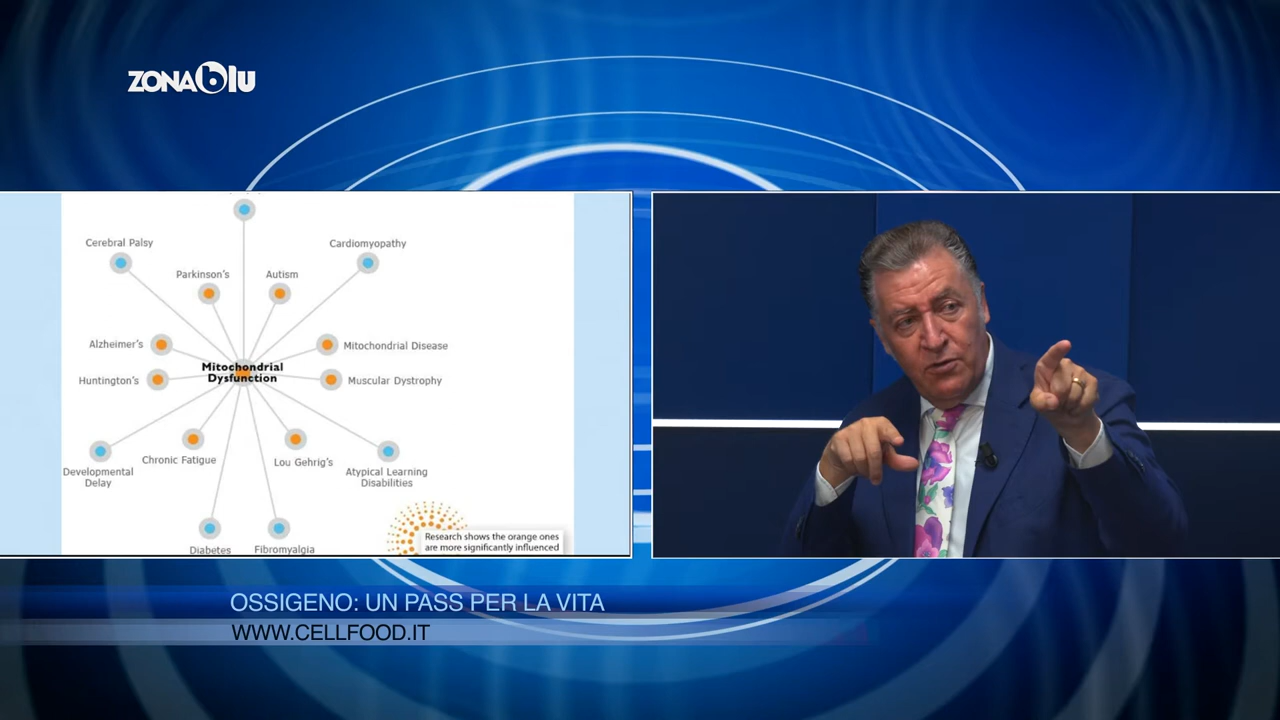 ZONAblu
Cerebral Palsy
Cardiomyopathy
Parkinson's
Autism
Alzheimer's
Mitochondrial Disease
Mitochondrial
Dysfunction
Huntington's
Muscular Dystrophy
Chronic Fatigue
Lou Gehrig's
Developmental
Delay
Atypical Learning
Disabilities
Diabetes
Fibromyalgia
Research shows the orange ones
are more significantly influenced
OSSIGENO: UN PASS PER LA VITA
WWW.CELLFOOD.IT